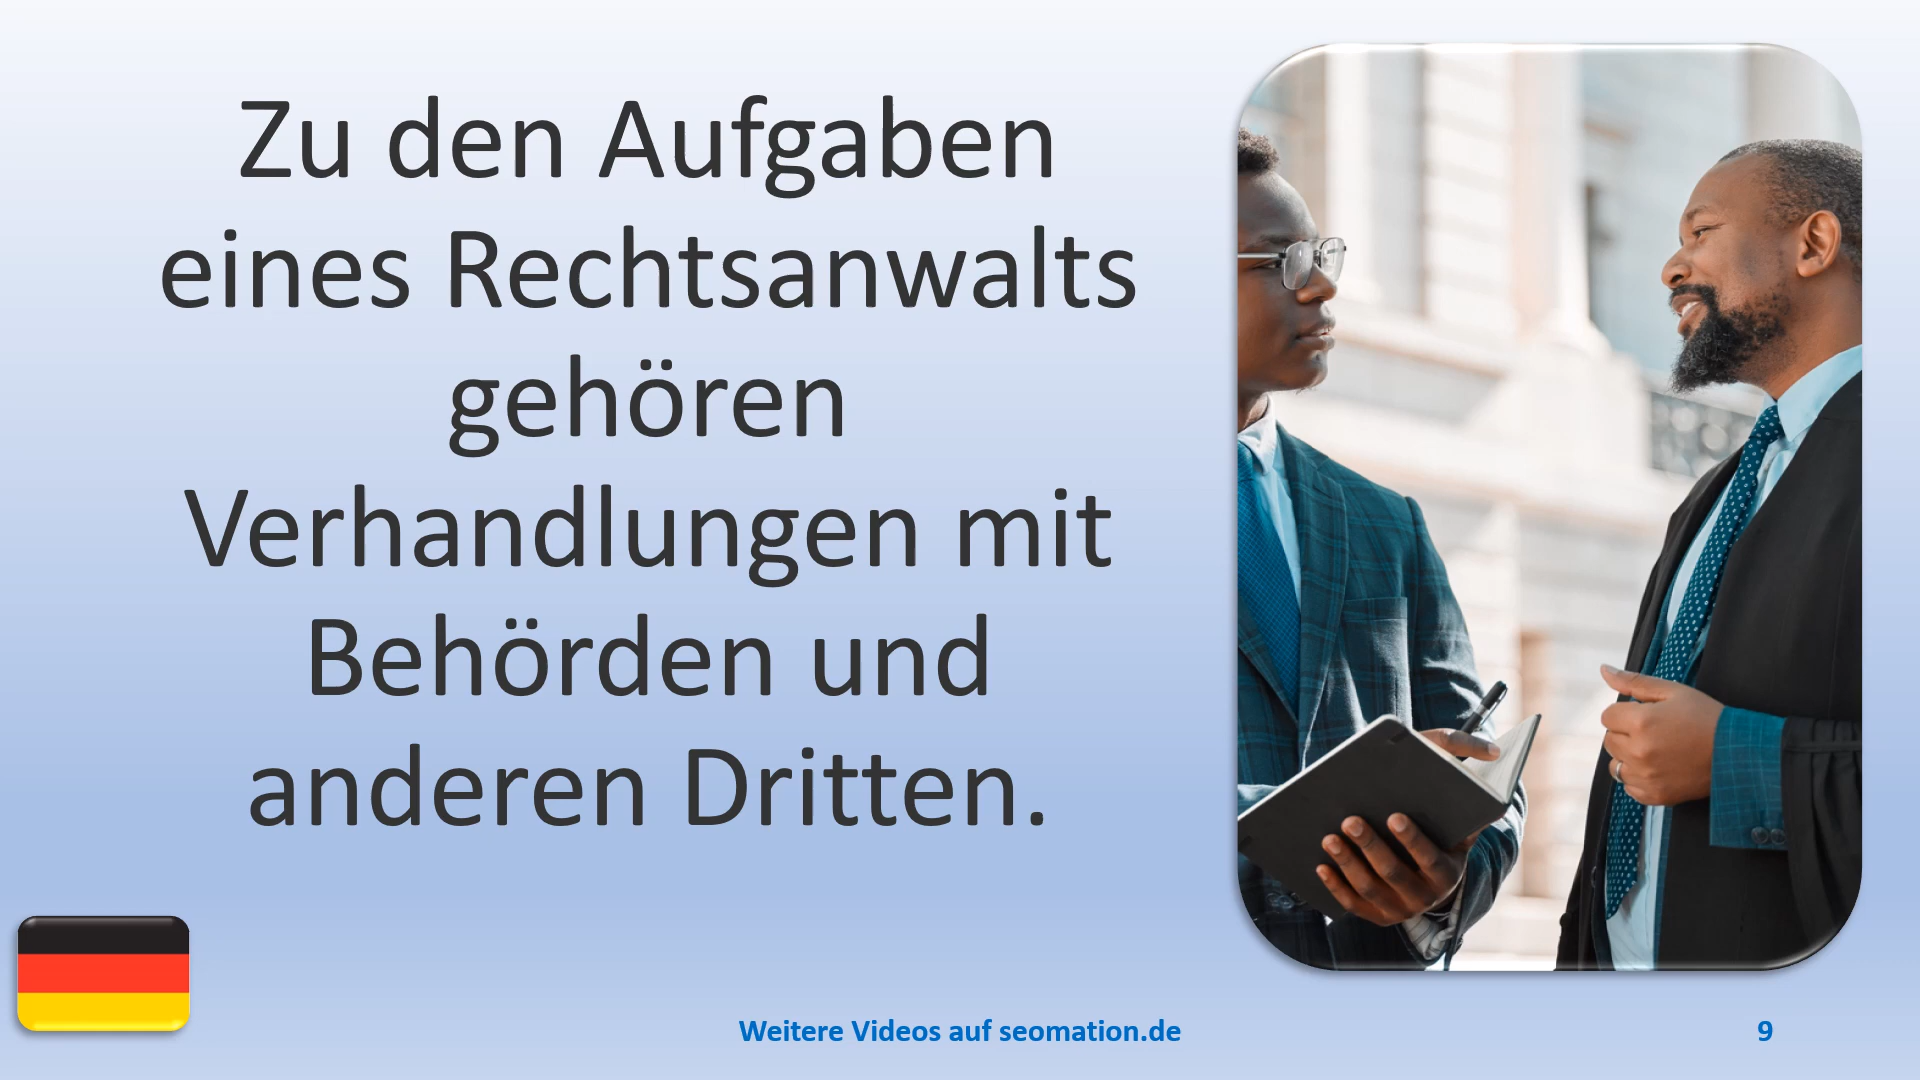 Zu den Aufgaben
eines Rechtsanwalts
gehören
Verhandlungen mit
Behörden und
anderen Dritten.
Weitere Videos auf seomation.de
9